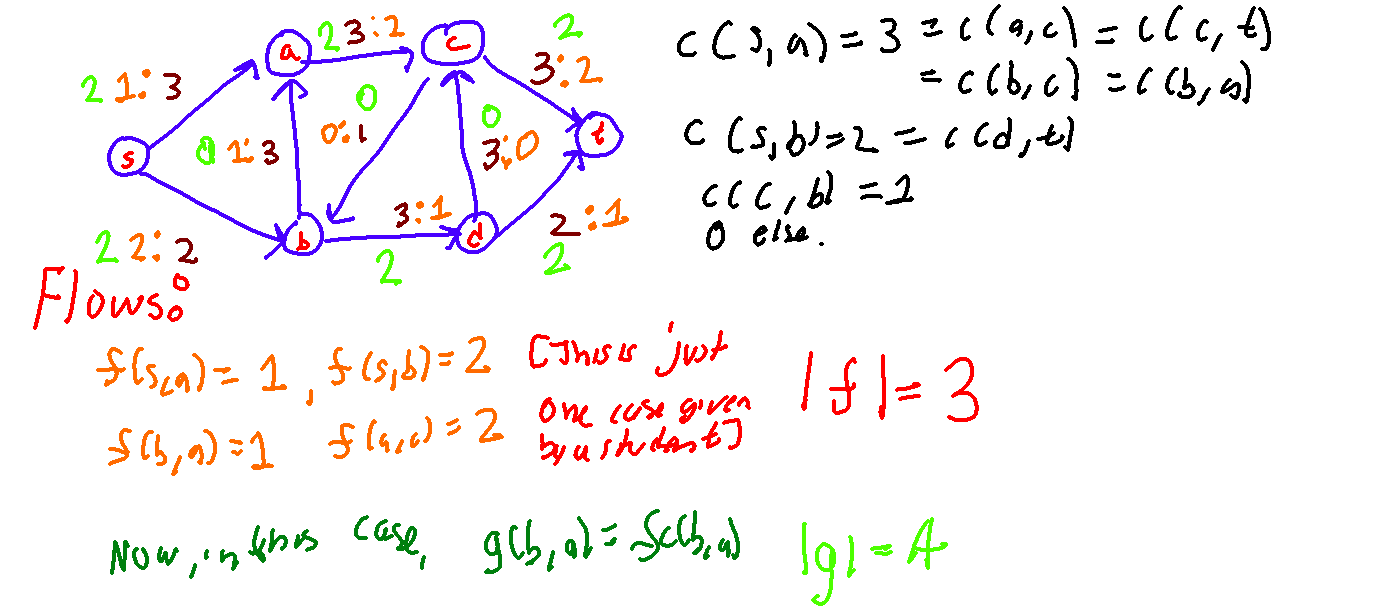 2 3:2
2
a
c
c(s,a) = 3 = c(a,c) = c(c,t)
= c(b,c) = c(b,a)
2 1: 3
0
3:2
0 1:3
0:1
0
3:0
t
s
c(s,b) = 2 = c(d,t)
c(c,b) = 1
0 else.
b
3:1
d
2:1
2 2: 2
2
2
Flows:
f(s,a) = 1, f(s,b) = 2 [This is just
one case given
f(b,a) = 1 f(a,c) = 2 by a student]
|f| = 3
Now, in this case, g(b,a) = fc(b,a)
|g| = 4